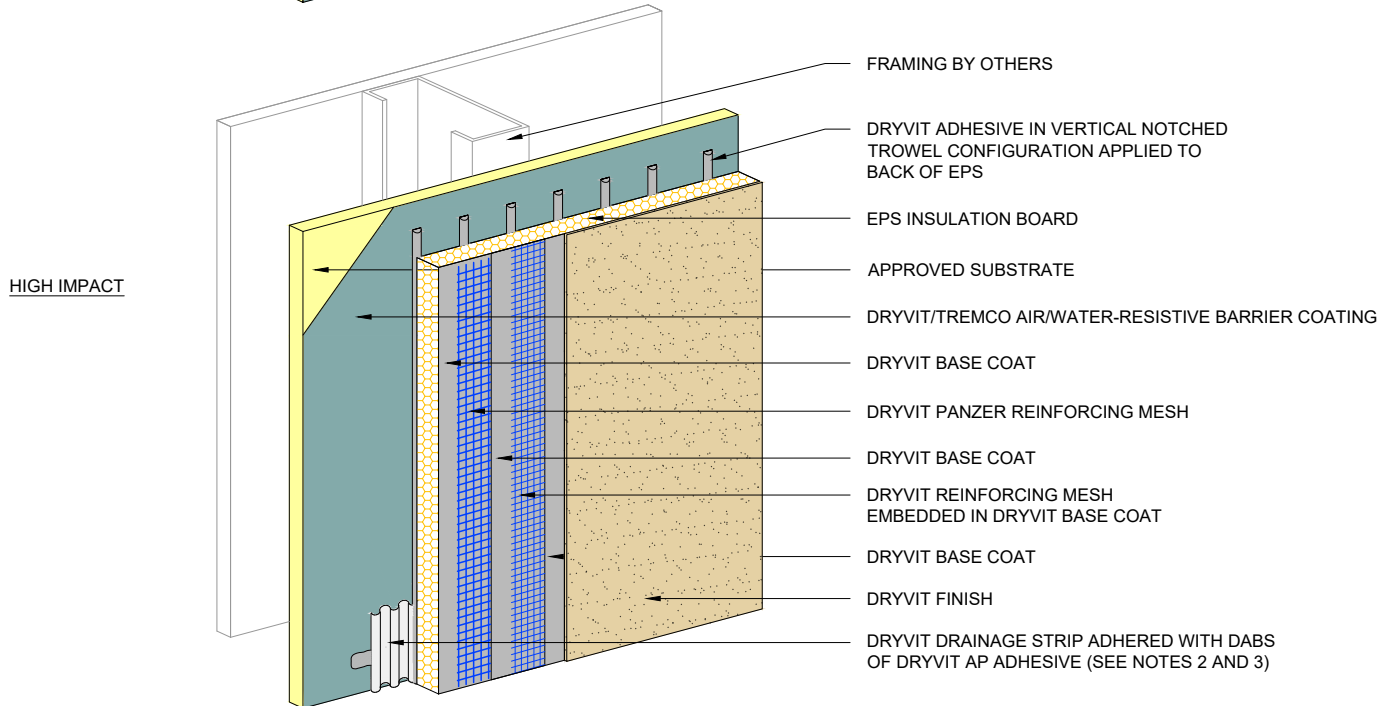 FRAMING BY OTHERS
DRYVIT ADHESIVE IN VERTICAL NOTCHED
TROWEL CONFIGURATION APPLIED TO
BACK OF EPS
EPS INSULATION BOARD
APPROVED SUBSTRATE
HIGH IMPACT
DRYVIT/TREMCO AIR/WATER-RESISTIVE BARRIER COATING
DRYVIT BASE COAT
DRYVIT PANZER REINFORCING MESH
DRYVIT BASE COAT
DRYVIT REINFORCING MESH
EMBEDDED IN DRYVIT BASE COAT
DRYVIT BASE COAT
DRYVIT FINISH
DRYVIT DRAINAGE STRIP ADHERED WITH DABS
OF DRYVIT AP ADHESIVE (SEE NOTES 2 AND 3)